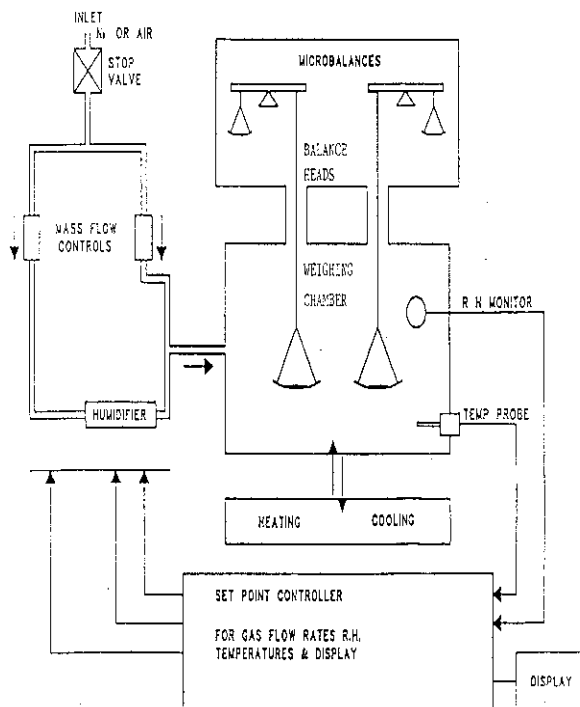 INLET
N₂ OR AIR
STOP
VALVE
MICROBALANCES
BALANCE
HEADS
MASS FLOW
CONTROLS
WEIGHING
CHAMBER
R H MONITOR
HUMIDIFIER
TEMP PROBE
HEATING
COOLING
SET POINT CONTROLLER
FOR GAS FLOW RATES R.H.
TEMPERATURES & DISPLAY
DISPLAY